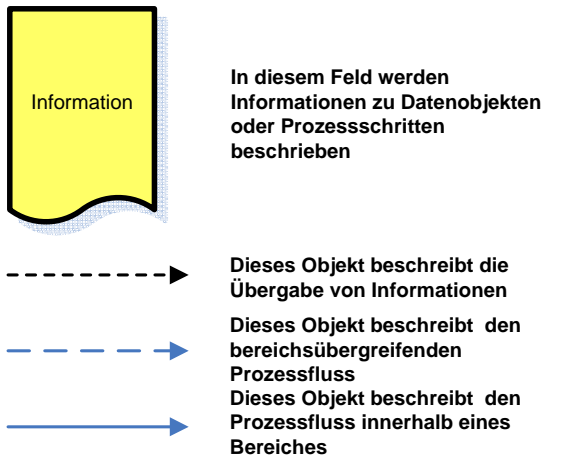 Information
In diesem Feld werden
Informationen zu Datenobjekten
oder Prozessschritten
beschrieben
Dieses Objekt beschreibt die
Übergabe von Informationen
Dieses Objekt beschreibt  den
bereichsübergreifenden
Prozessfluss
Dieses Objekt beschreibt  den
Prozessfluss innerhalb eines
Bereiches